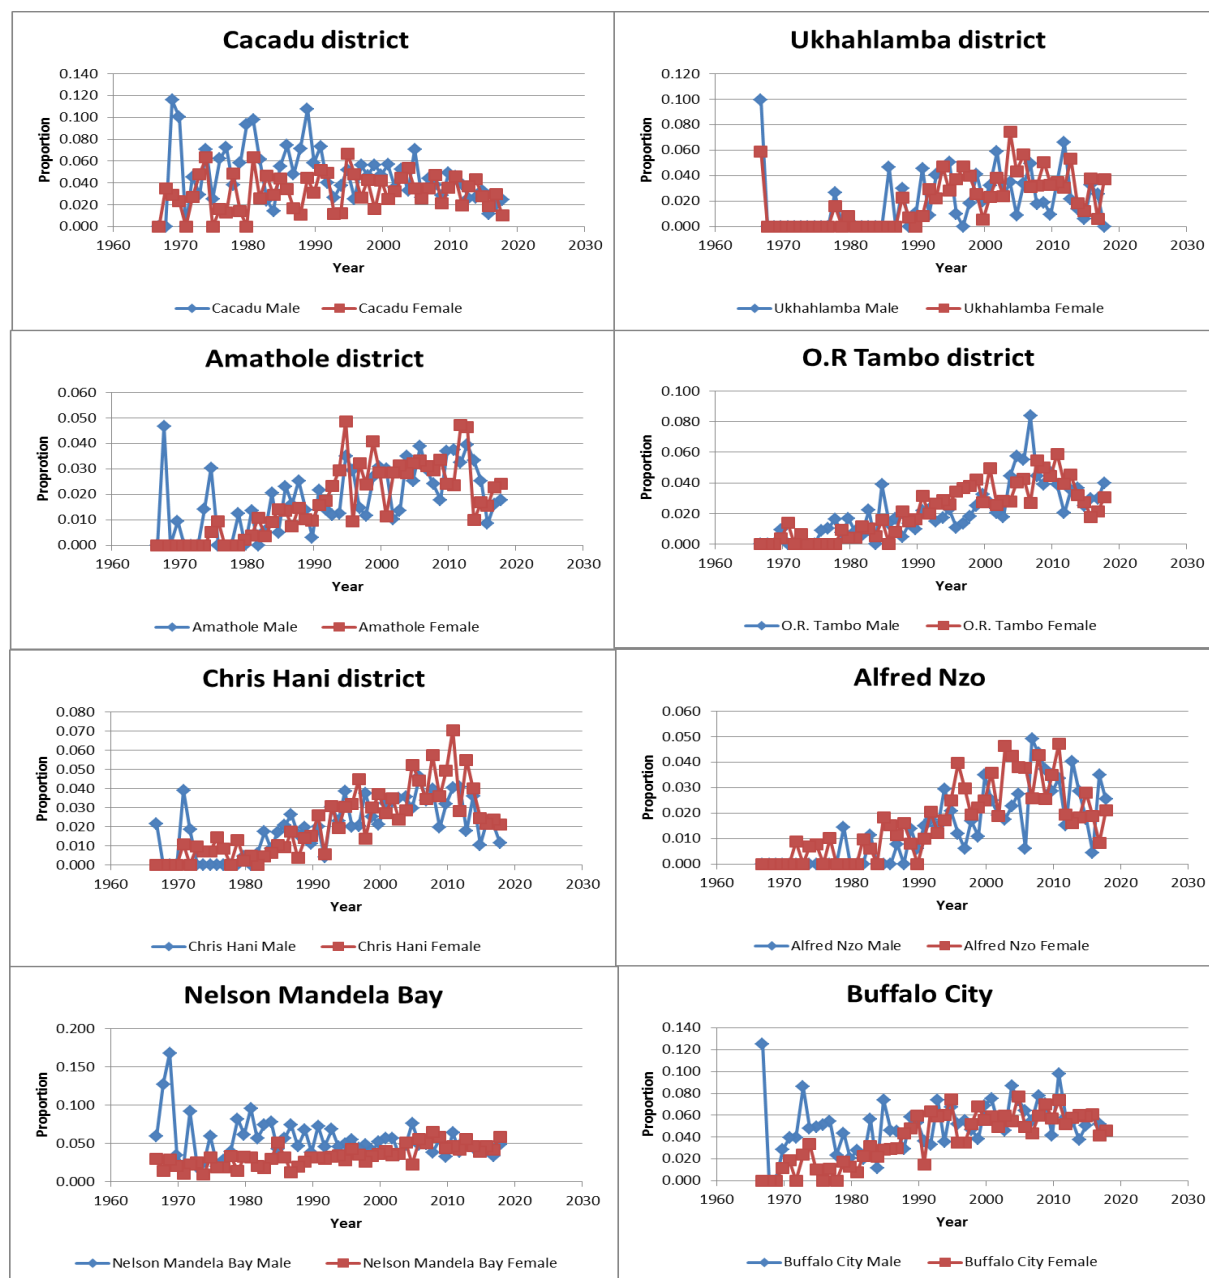 Cacadu district
Proportion
0.140
0.120
0.100
0.080
0.060
0.040
0.020
0.000
1960 1970 1980 1990 2000 2010 2020 2030
Year
Cacadu Male Cacadu Female
Ukhahlamba district
Proportion
0.120
0.100
0.080
0.060
0.040
0.020
0.000
1960 1970 1980 1990 2000 2010 2020 2030
Year
Ukhahlamba Male Ukhahlamba Female
Amathole district
Proprotion
0.060
0.050
0.040
0.030
0.020
0.010
0.000
1960 1970 1980 1990 2000 2010 2020 2030
Year
Amathole Male Amathole Female
O.R Tambo district
Proportion
0.100
0.080
0.060
0.040
0.020
0.000
1960 1970 1980 1990 2000 2010 2020 2030
Year
O.R. Tambo Male O.R. Tambo Female
Chris Hani district
Proportion
0.080
0.070
0.060
0.050
0.040
0.030
0.020
0.010
0.000
1960 1970 1980 1990 2000 2010 2020 2030
Year
Chris Hani Male Chris Hani Female
Alfred Nzo
Proportion
0.060
0.050
0.040
0.030
0.020
0.010
0.000
1960 1970 1980 1990 2000 2010 2020 2030
Year
Alfred Nzo Male Alfred Nzo Female
Nelson Mandela Bay
Proportion
0.200
0.150
0.100
0.050
0.000
1960 1970 1980 1990 2000 2010 2020 2030
Year
Nelson Mandela Bay Male Nelson Mandela Bay Female
Buffalo City
Proportion
0.140
0.120
0.100
0.080
0.060
0.040
0.020
0.000
1960 1970 1980 1990 2000 2010 2020 2030
Year
Buffalo City Male Buffalo City Female